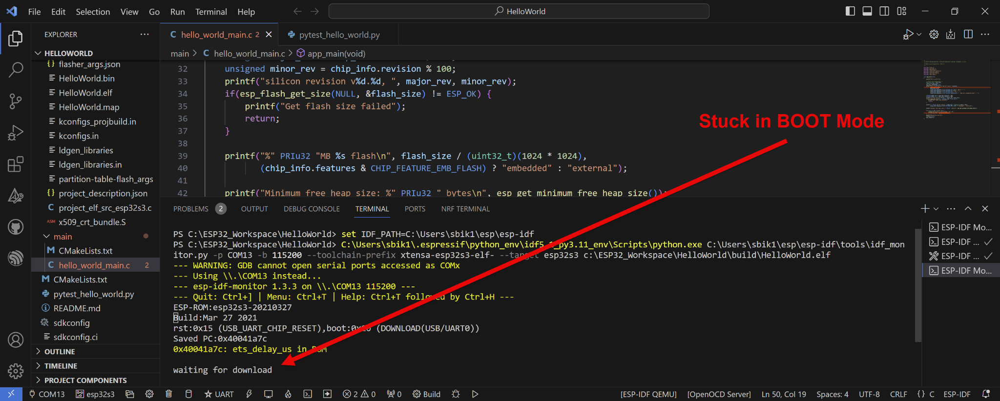 File Edit Selection View Go Run Terminal Help
HelloWorld
EXPLORER
HELLOWORLD
flasher_args.json
HelloWorld.bin
HelloWorld.elf
HelloWorld.map
kconfigs_projbuild.in
kconfigs.in
ldgen_libraries
ldgen_libraries.in
partition-table-flash_args
project_description.json
C project_elf_src_esp32s3.c
ASM x509_crt_bundle.S
main
M CMakeLists.txt
C hello_world_main.c 2
M CMakeLists.txt
pytest_hello_world.py
README.md
sdkconfig
sdkconfig.ci
OUTLINE
TIMELINE
PROJECT COMPONENTS
C hello_world_main.c 2
pytest_hello_world.py
main > C hello_world_main.c > app_main(void)
32 unsigned minor_rev = chip_info.revision % 100;
33 printf("silicon revision v%d.%d, ", major_rev, minor_rev);
34 if(esp_flash_get_size(NULL, &flash_size) != ESP_OK) {
35 printf("Get flash size failed");
36 return;
37 }
38
39 printf("%" PRIu32 "MB %s flash\n", flash_size / (uint32_t)(1024 * 1024),
40 (chip_info.features & CHIP_FEATURE_EMB_FLASH) ? "embedded" : "external");
41
42 printf("Minimum free heap size: %" PRIu32 " bytes\n", esp_get_minimum_free_heap_size());
Stuck in BOOT Mode
PROBLEMS 2 OUTPUT DEBUG CONSOLE TERMINAL PORTS NRF TERMINAL
PS C:\ESP32_Workspace\HelloWorld> set IDF_PATH=C:\Users\sbik1\esp\esp-idf
PS C:\ESP32_Workspace\HelloWorld> C:\Users\sbik1\.espressif\python_env\idf5.1_py3.11_env\Scripts\python.exe C:\Users\sbik1\esp\esp-idf\tools\idf_mon
itor.py -p COM13 -b 115200 --toolchain-prefix xtensa-esp32s3-elf- --target esp32s3 c:\ESP32_Workspace\HelloWorld\build\HelloWorld.elf
--- WARNING: GDB cannot open serial ports accessed as COMx
--- Using \\.\COM13 instead...
--- esp-idf-monitor 1.3.3 on \\.\COM13 115200 ---
--- Quit: Ctrl+] | Menu: Ctrl+T | Help: Ctrl+T followed by Ctrl+H ---
ESP-ROM:esp32s3-20210327
Build:Mar 27 2021
rst:0x15 (USB_UART_CHIP_RESET),boot:0x20 (DOWNLOAD(USB/UART0))
Saved PC:0x40041a7c
0x40041a7c: ets_delay_us in ROM
waiting for download
ESP-IDF Mo...
ESP-IDF ...
ESP-IDF ...
ESP-IDF Mo...
COM13 esp32s3 UART 2 0 0 Build [ESP-IDF QEMU] [OpenOCD Server] Ln 50, Col 19 Spaces: 4 UTF-8 CRLF {} C ESP-IDF